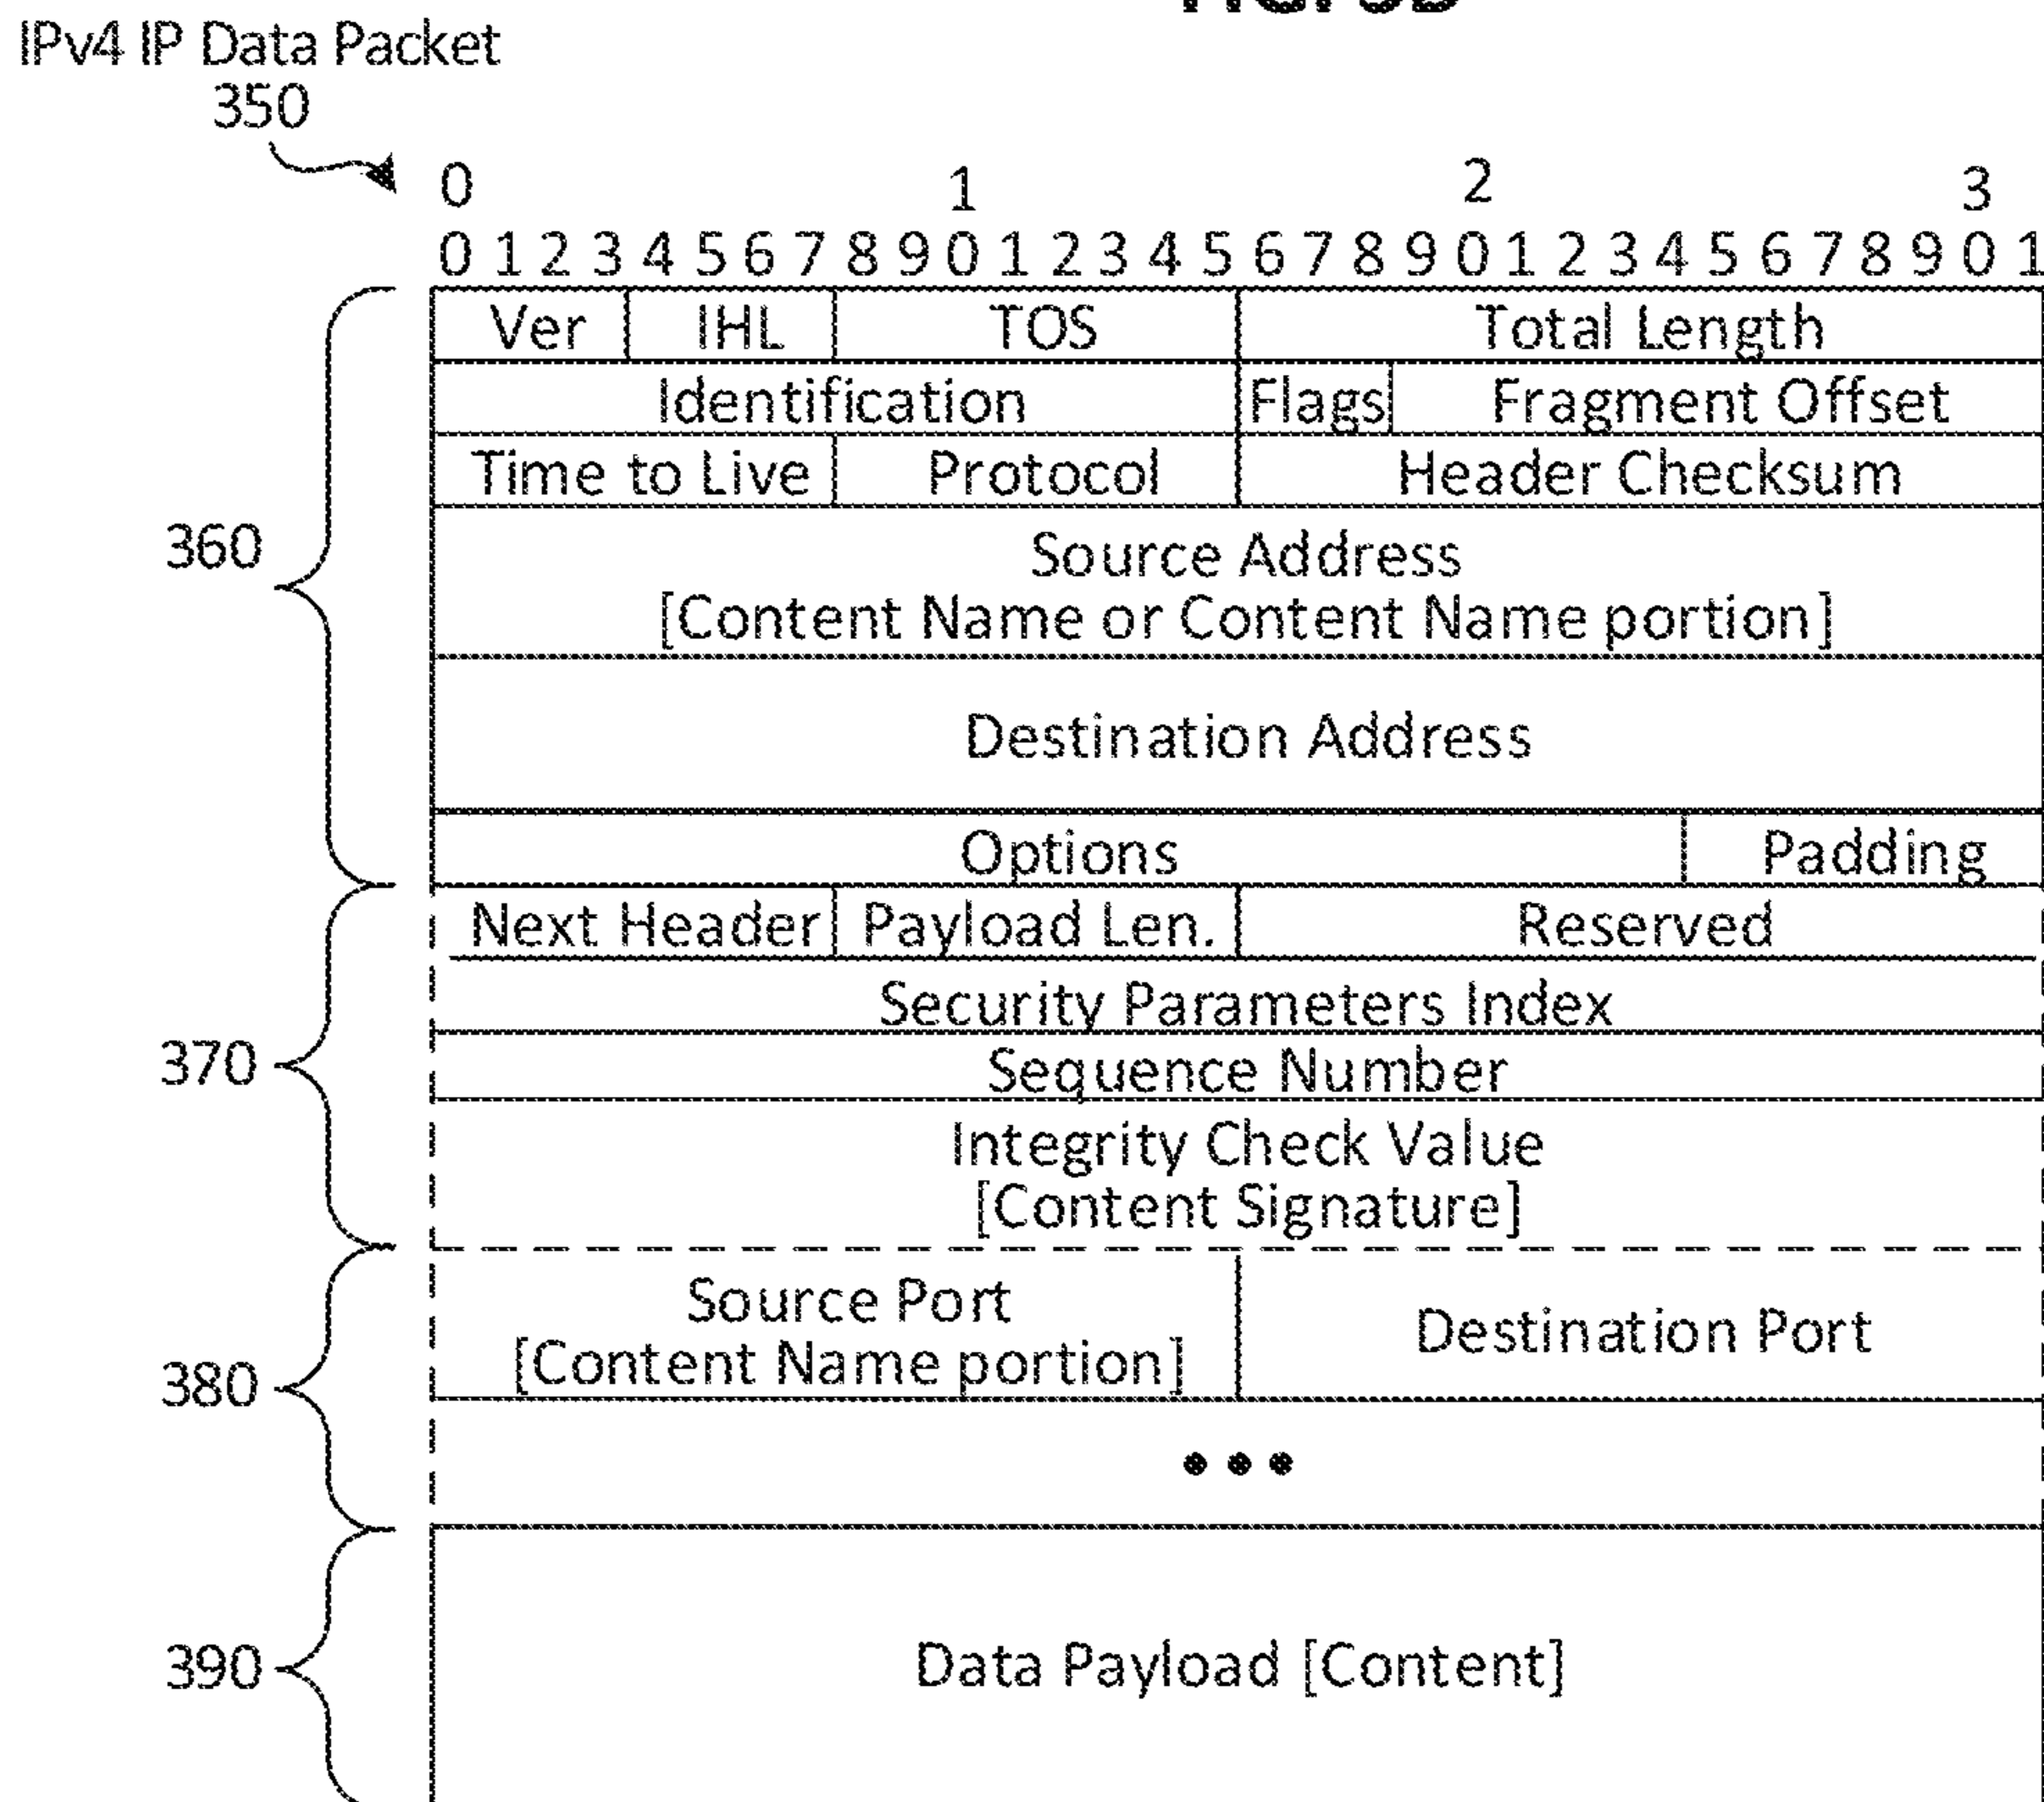 IPv4 IP Data Packet
350
0 1 2 3
0 1 2 3 4 5 6 7 8 9 0 1 2 3 4 5 6 7 8 9 0 1 2 3 4 5 6 7 8 9 0 1
Ver IHL TOS Total Length
Identification Flags Fragment Offset
Time to Live Protocol Header Checksum
360
Source Address
[Content Name or Content Name portion]
Destination Address
Options Padding
Next Header Payload Len. Reserved
Security Parameters Index
370
Sequence Number
Integrity Check Value
[Content Signature]
Source Port
[Content Name portion]
Destination Port
380
•••
390
Data Payload [Content]